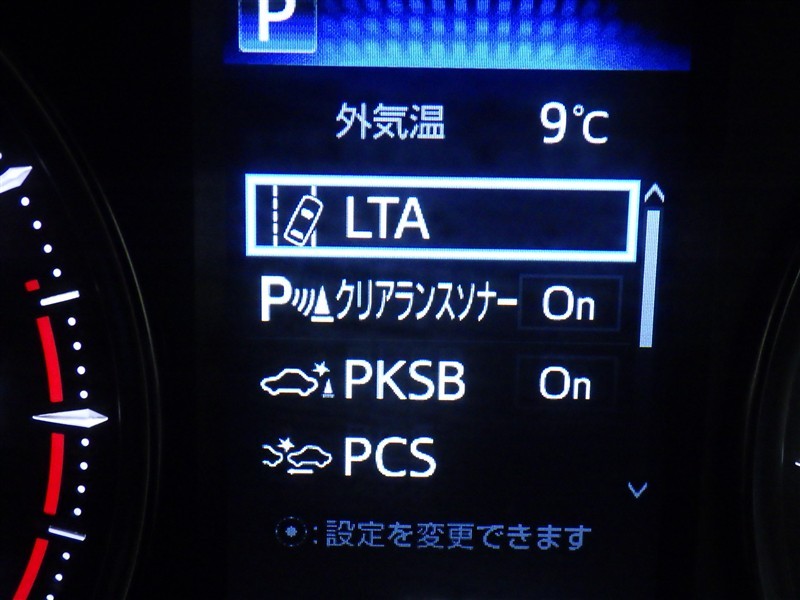 P
外気温 9℃
LTA
P クリアランスソナー On
PKSB On
PCS
:設定を変更できます